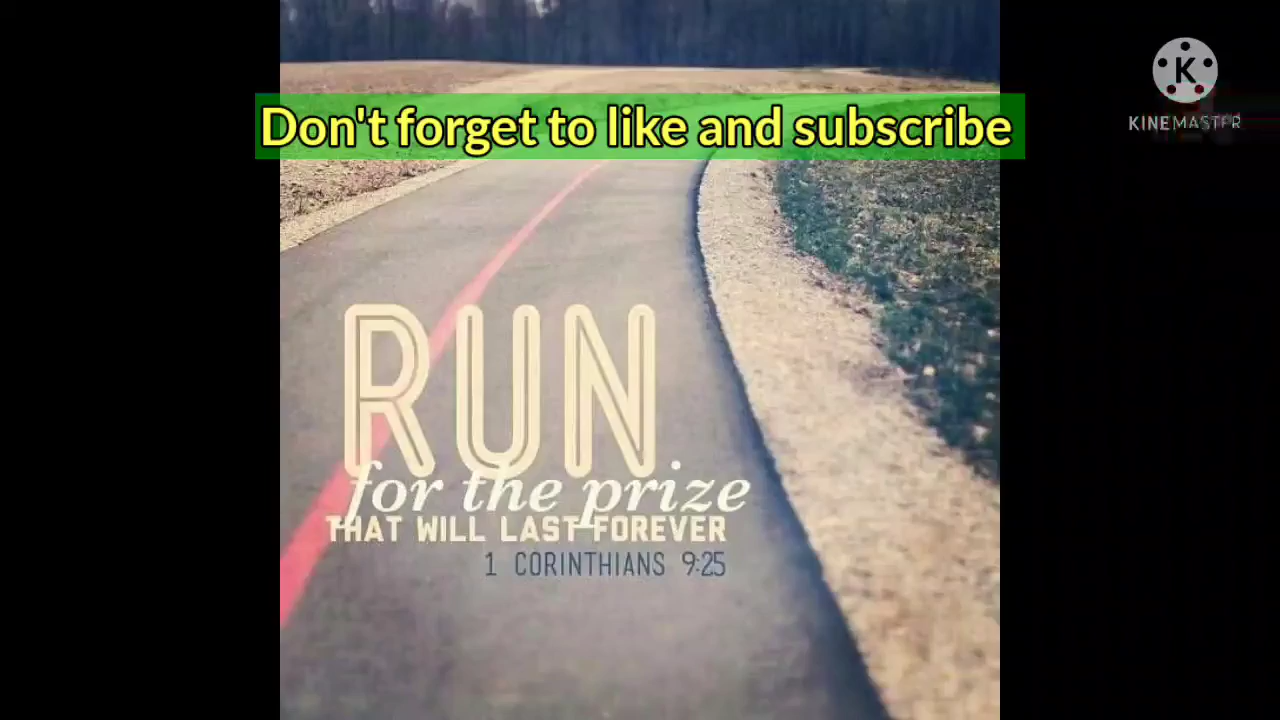 Don't forget to like and subscribe
K
KINEMASTER
RUN
for the prize
THAT WILL LAST FOREVER
1 CORINTHIANS 9:25